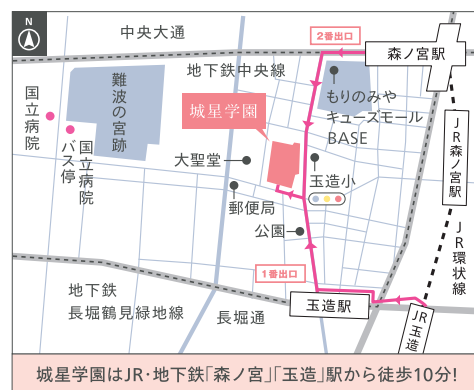 N
中央大通
2番出口
森ノ宮駅
地下鉄中央線
難波の宮跡
国立病院
国立病院
バス停
城星学園
もりのみや
キューズモール
BASE
JR森ノ宮駅
大聖堂
玉造小
郵便局
公園
JR環状線
1番出口
地下鉄
長堀鶴見緑地線
長堀通
玉造駅
JR玉造
城星学園はJR・地下鉄「森ノ宮」「玉造」駅から徒歩10分!